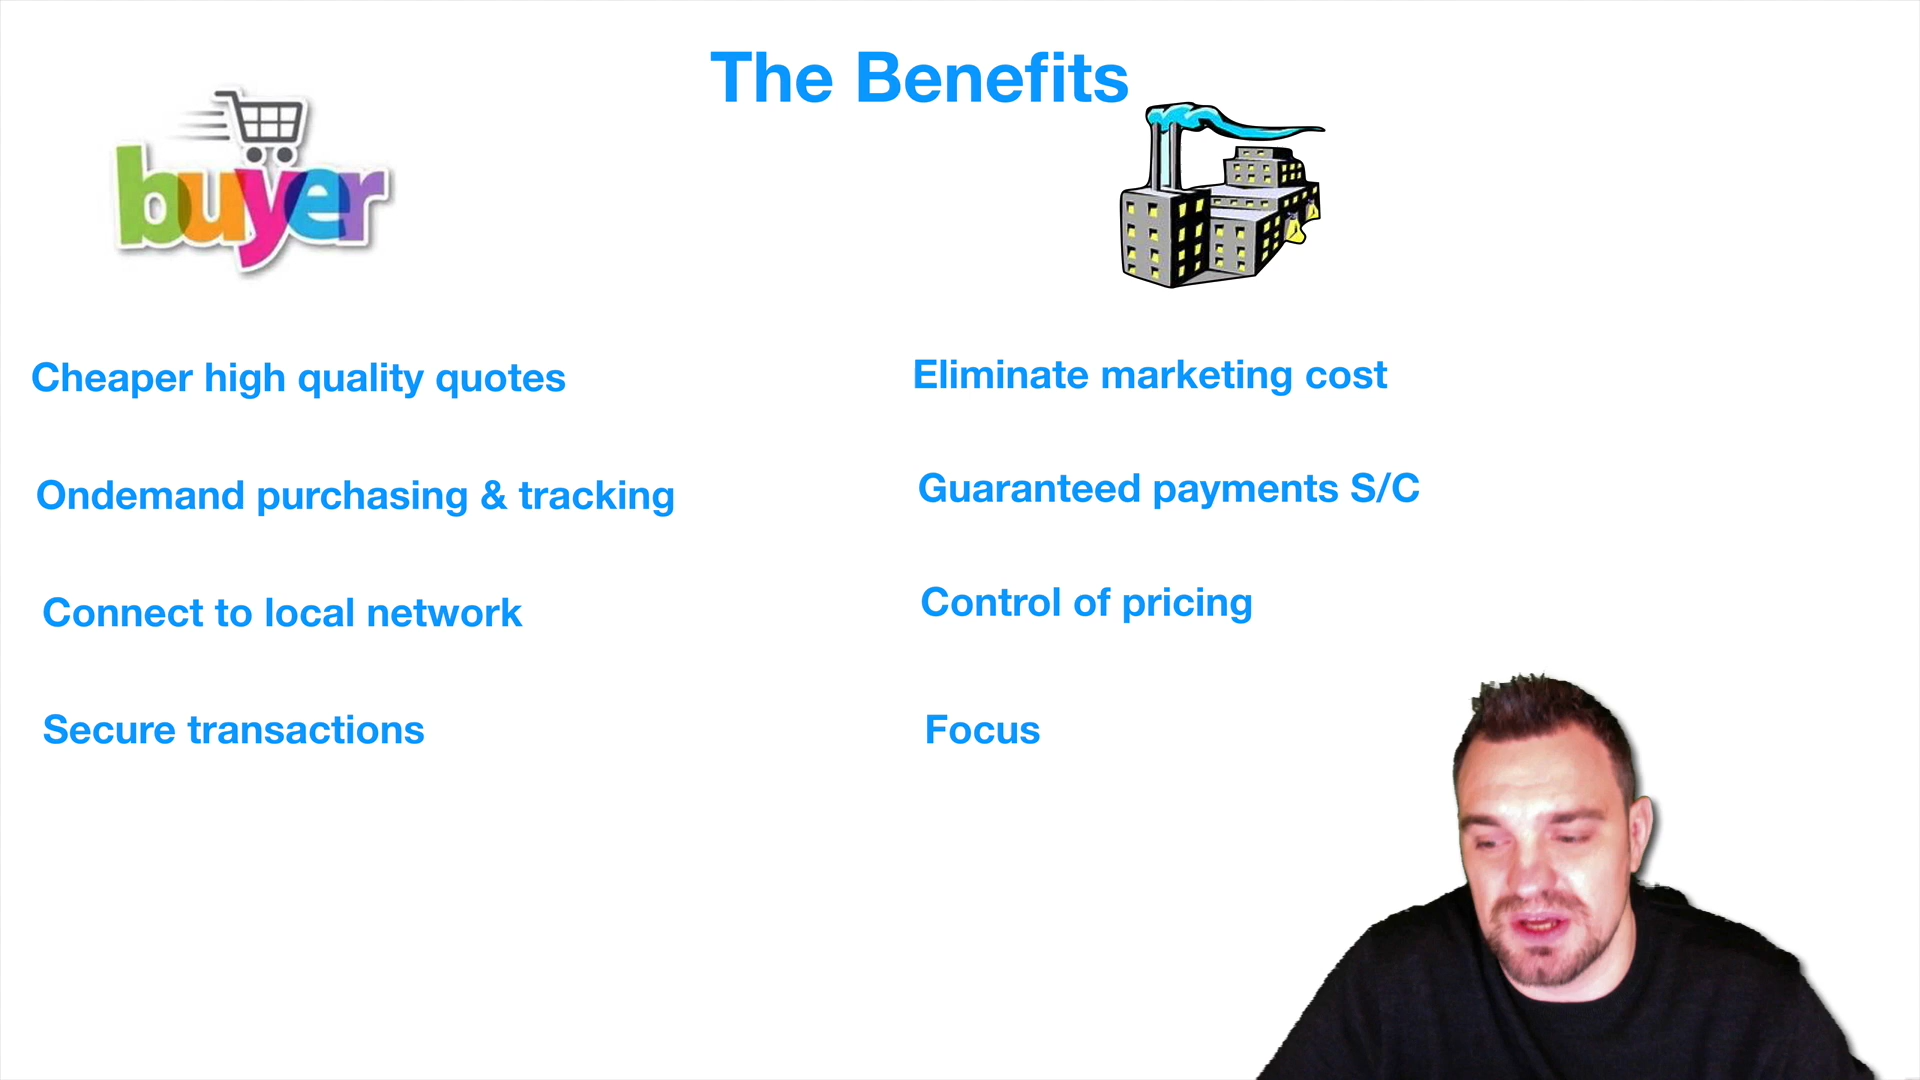 The Benefits
buyer
Cheaper high quality quotes
Ondemand purchasing & tracking
Connect to local network
Secure transactions
Eliminate marketing cost
Guaranteed payments S/C
Control of pricing
Focus